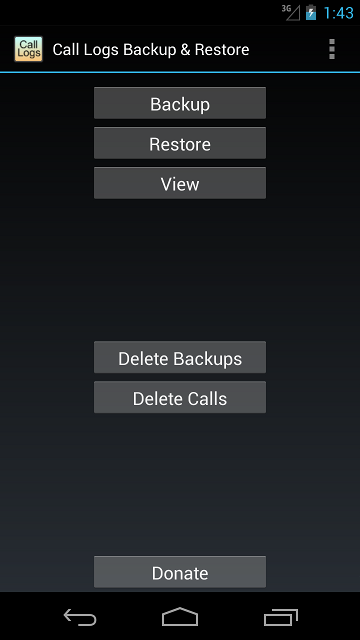 3G 1:43
Call
Logs
Call Logs Backup & Restore
Backup
Restore
View
Delete Backups
Delete Calls
Donate